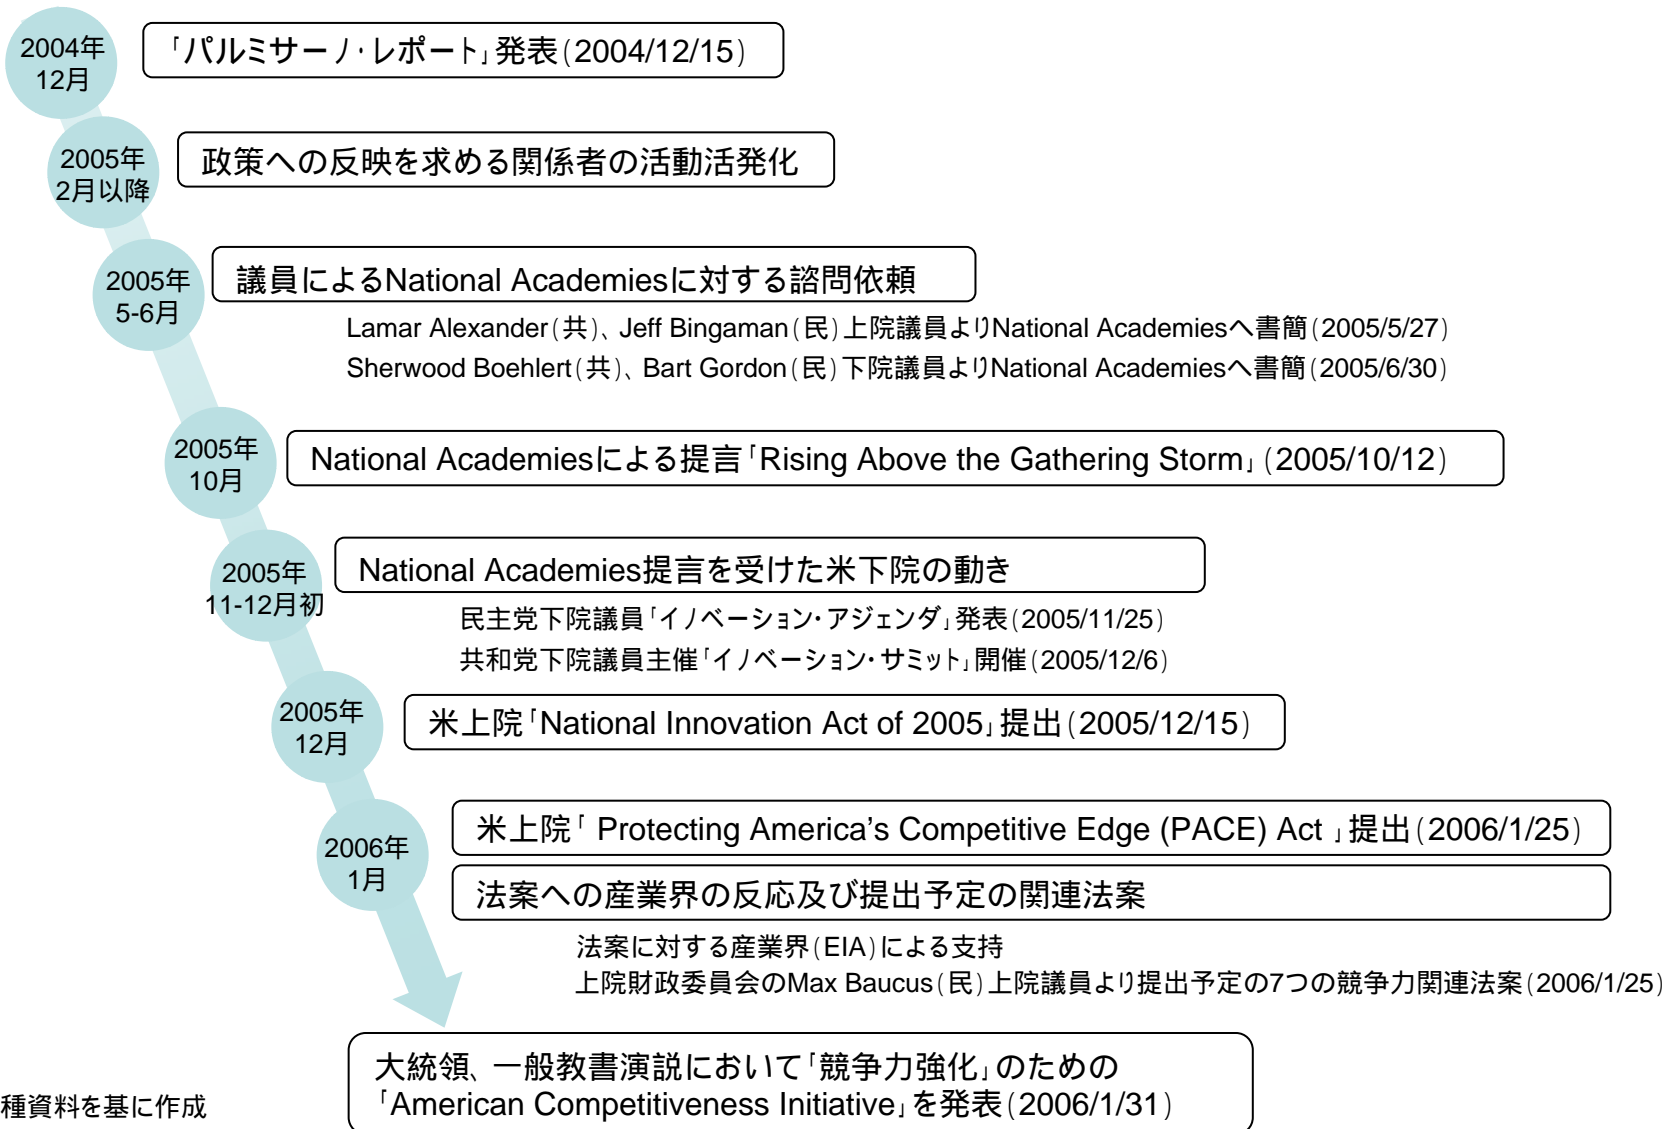 2004年
12月
「パルミサーノ・レポート」発表(2004/12/15)
2005年
2月以降
政策への反映を求める関係者の活動活発化
2005年
5-6月
議員によるNational Academiesに対する諮問依頼
Lamar Alexander(共)、Jeff Bingaman(民)上院議員よりNational Academiesへ書簡(2005/5/27)
Sherwood Boehlert(共)、Bart Gordon(民)下院議員よりNational Academiesへ書簡(2005/6/30)
2005年
10月
National Academiesによる提言「Rising Above the Gathering Storm」(2005/10/12)
2005年
11-12月初
National Academies提言を受けた米下院の動き
民主党下院議員「イノベーション・アジェンダ」発表(2005/11/25)
共和党下院議員主催「イノベーション・サミット」開催(2005/12/6)
2005年
12月
米上院「National Innovation Act of 2005」提出(2005/12/15)
2006年
1月
米上院「 Protecting America's Competitive Edge (PACE) Act 」提出(2006/1/25)
法案への産業界の反応及び提出予定の関連法案
法案に対する産業界(EIA)による支持
上院財政委員会のMax Baucus(民)上院議員より提出予定の7つの競争力関連法案(2006/1/25)
大統領、一般教書演説において「競争力強化」のための
「American Competitiveness Initiative」を発表(2006/1/31)
種資料を基に作成